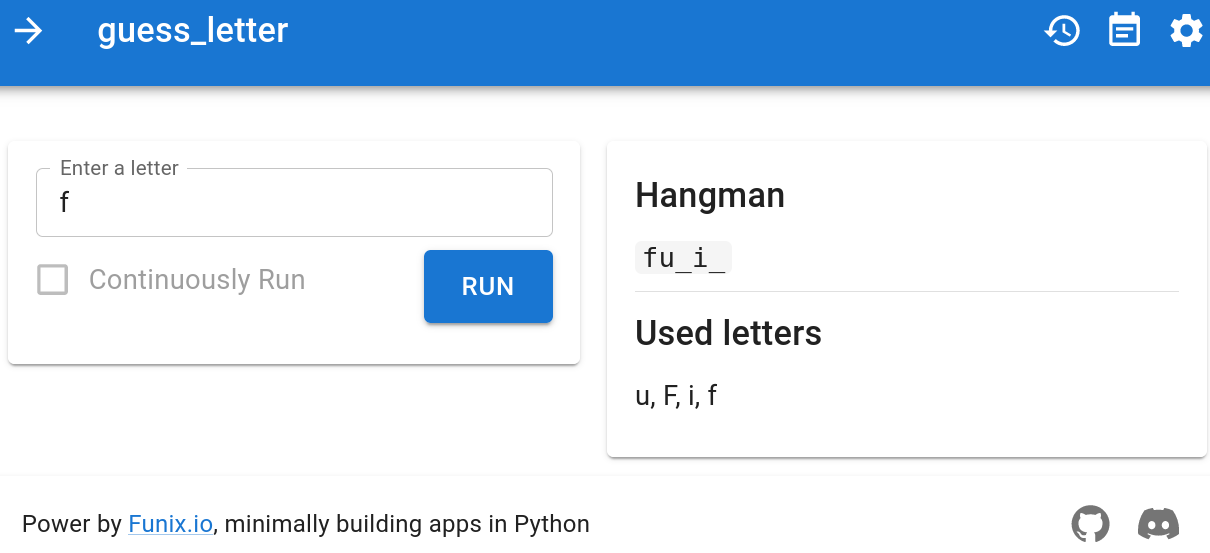 guess_letter
Enter a letter
f
Continuously Run
RUN
Hangman
fu_i_
Used letters
u, F, i, f
Power by Funix.io, minimally building apps in Python